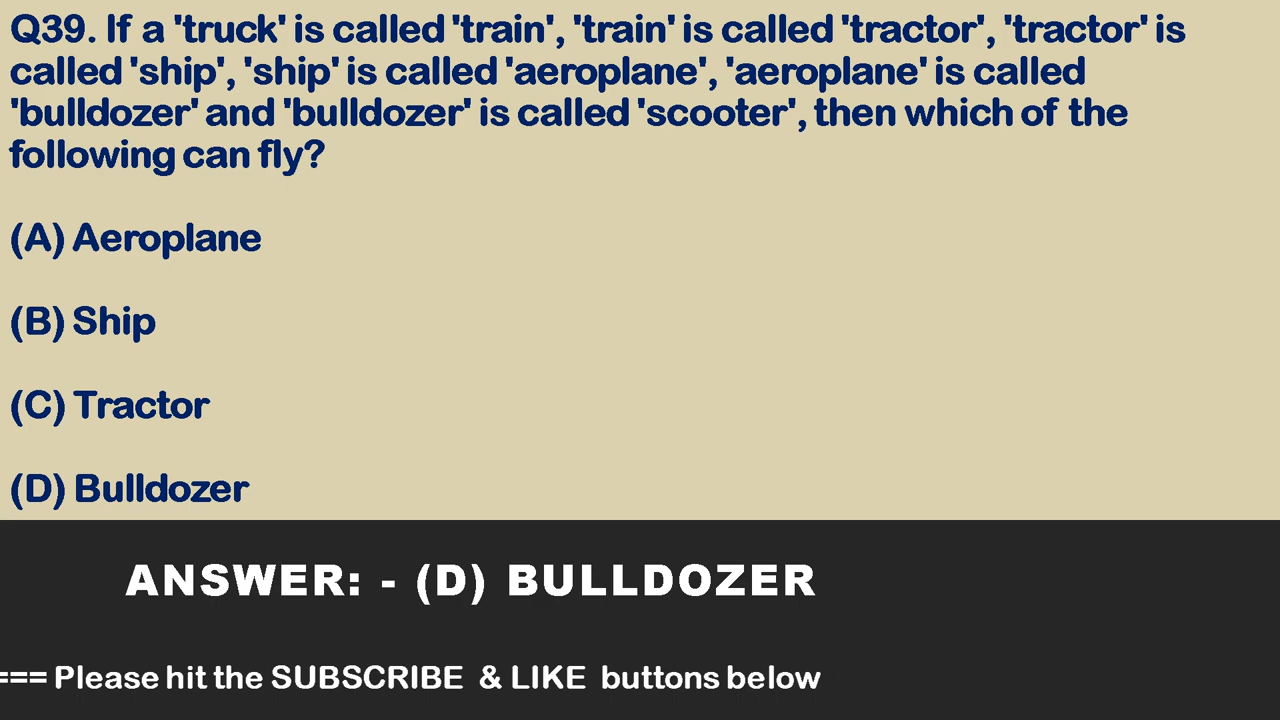 Q39. If a 'truck' is called 'train', 'train' is called 'tractor', 'tractor' is
called 'ship', 'ship' is called 'aeroplane', 'aeroplane' is called
'bulldozer' and 'bulldozer' is called 'scooter', then which of the
following can fly?
(A) Aeroplane
(B) Ship
(C) Tractor
(D) Bulldozer
ANSWER: - (D) BULLDOZER
=== Please hit the SUBSCRIBE & LIKE buttons below